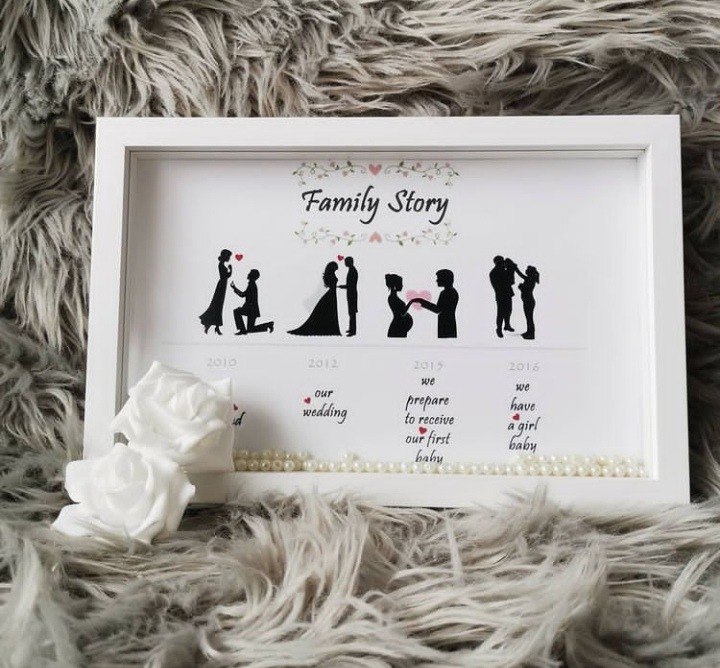 Family Story
2010
2012
2015
2016
our
wedding
we
prepare
to receive
our first
baby
we
have
a girl
baby